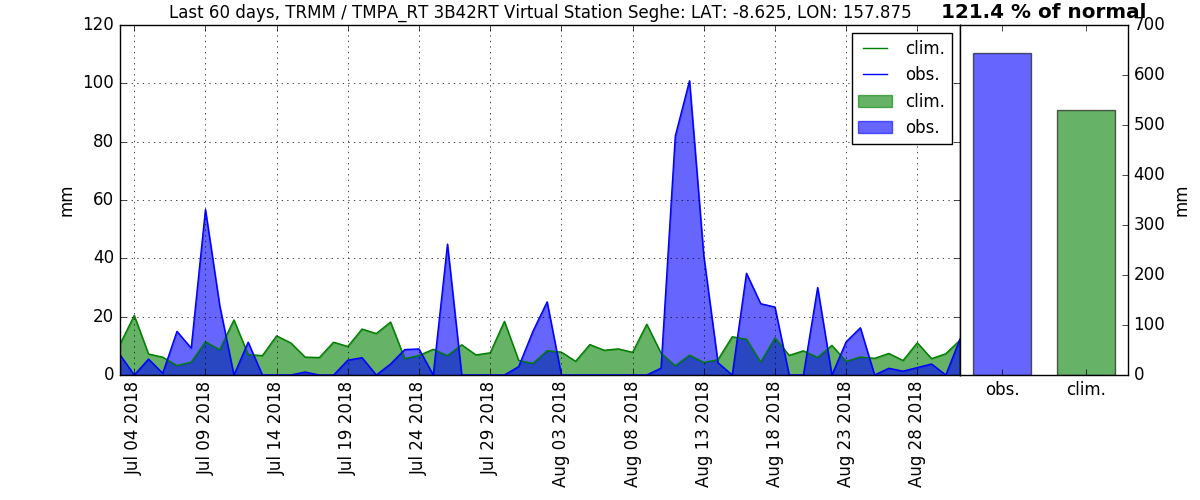 Last 60 days, TRMM / TMPA_RT 3B42RT Virtual Station Seghe: LAT: -8.625, LON: 157.875
121.4 % of normal
120
100
80
60
40
20
0
mm
clim.
obs.
clim.
obs.
700
600
500
400
300
200
100
0
mm
obs.
clim.
Jul 04 2018
Jul 09 2018
Jul 14 2018
Jul 19 2018
Jul 24 2018
Jul 29 2018
Aug 03 2018
Aug 08 2018
Aug 13 2018
Aug 18 2018
Aug 23 2018
Aug 28 2018